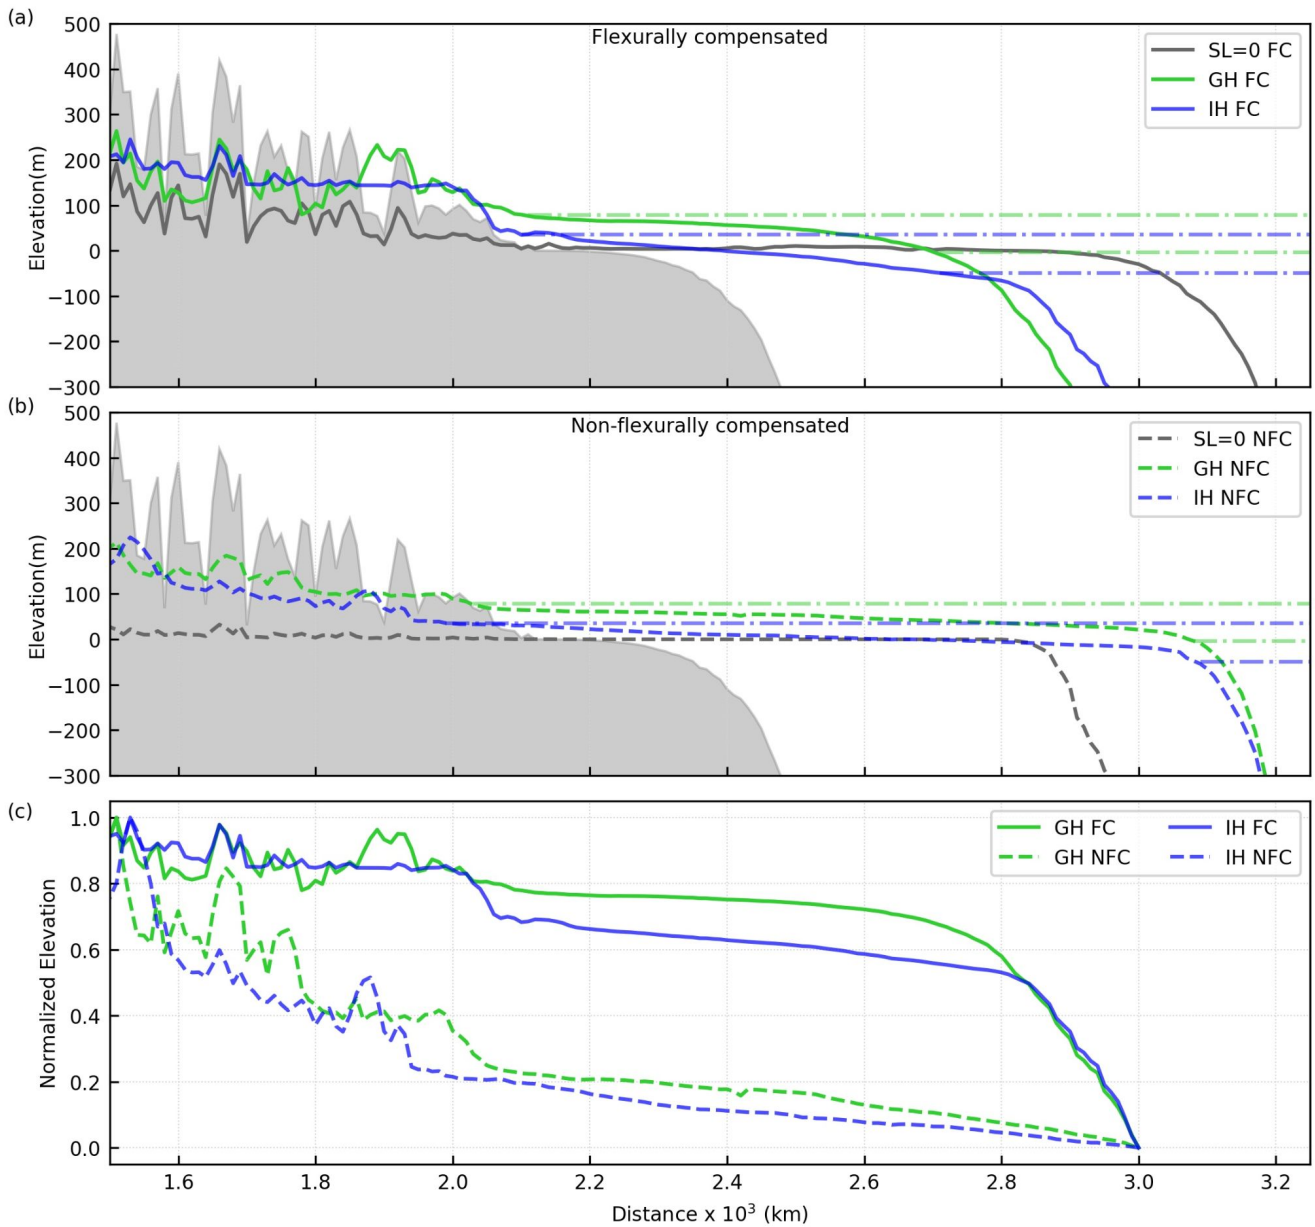 (a)
Flexurally compensated
SL=0 FC
GH FC
IH FC
500
400
300
200
100
0
−100
−200
−300
Elevation(m)
(b)
Non-flexurally compensated
SL=0 NFC
GH NFC
IH NFC
500
400
300
200
100
0
−100
−200
−300
Elevation(m)
(c)
GH FC IH FC
GH NFC IH NFC
1.0
0.8
0.6
0.4
0.2
0.0
Normalized Elevation
1.6 1.8 2.0 2.2 2.4 2.6 2.8 3.0 3.2
Distance x 10³ (km)